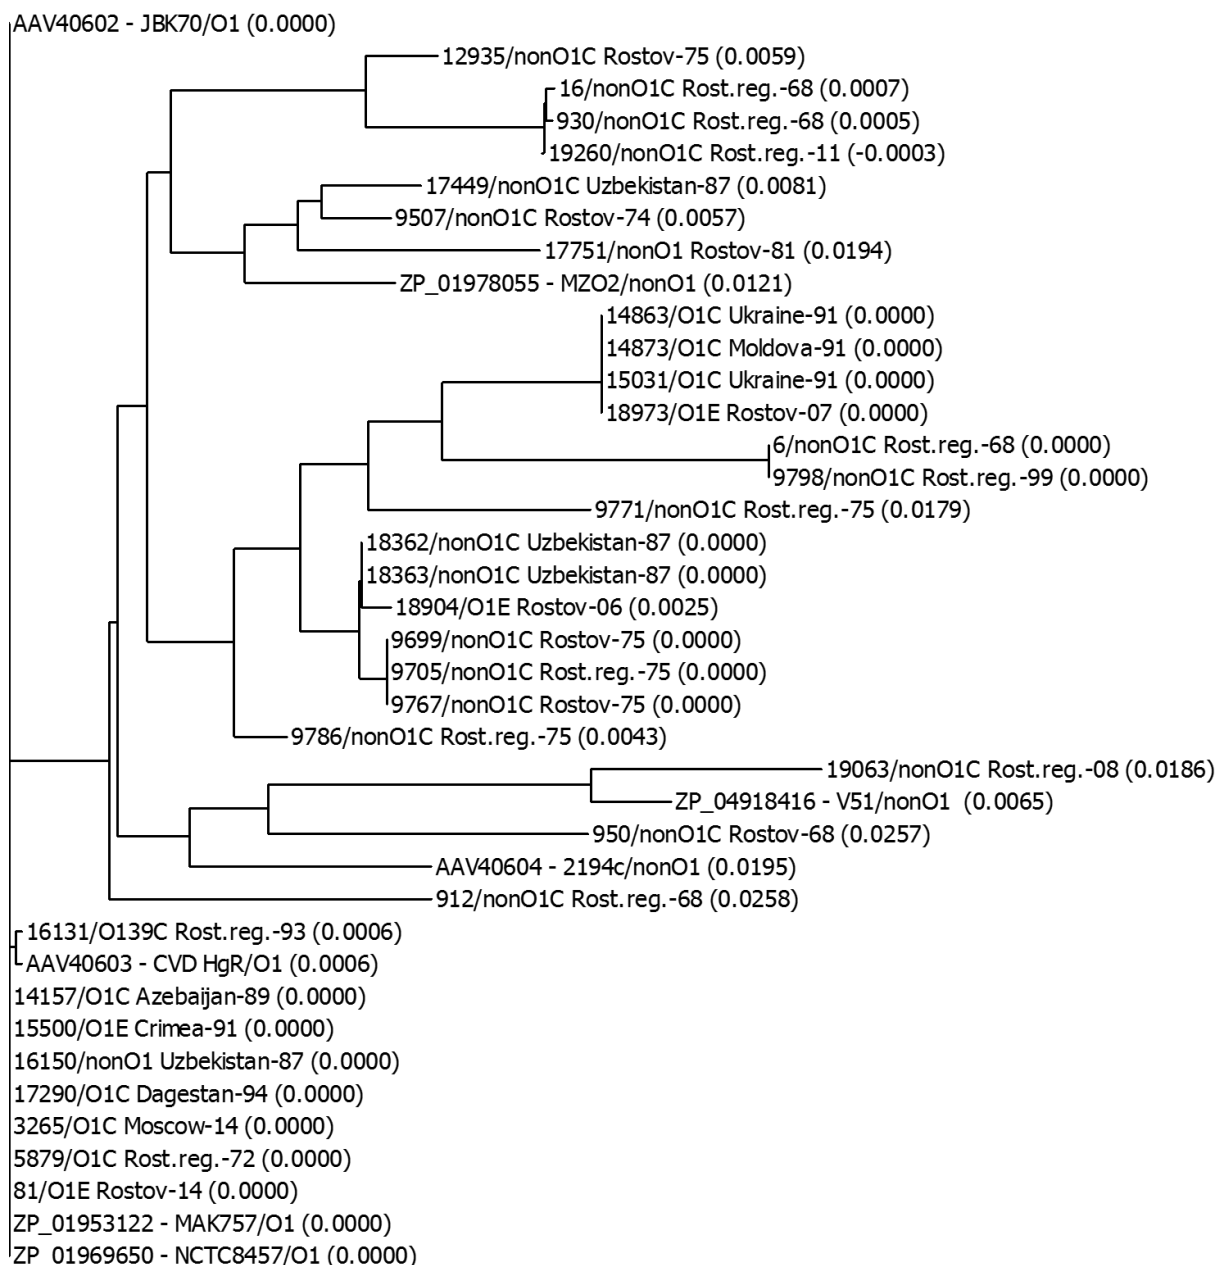 AAV40602 - JBK70/O1 (0.0000)
12935/nonO1C Rostov-75 (0.0059)
16/nonO1C Rost.reg.-68 (0.0007)
930/nonO1C Rost.reg.-68 (0.0005)
19260/nonO1C Rost.reg.-11 (-0.0003)
17449/nonO1C Uzbekistan-87 (0.0081)
9507/nonO1C Rostov-74 (0.0057)
17751/nonO1 Rostov-81 (0.0194)
ZP_01978055 - MZO2/nonO1 (0.0121)
14863/O1C Ukraine-91 (0.0000)
14873/O1C Moldova-91 (0.0000)
15031/O1C Ukraine-91 (0.0000)
18973/O1E Rostov-07 (0.0000)
6/nonO1C Rost.reg.-68 (0.0000)
9798/nonO1C Rost.reg.-99 (0.0000)
9771/nonO1C Rost.reg.-75 (0.0179)
18362/nonO1C Uzbekistan-87 (0.0000)
18363/nonO1C Uzbekistan-87 (0.0000)
18904/O1E Rostov-06 (0.0025)
9699/nonO1C Rostov-75 (0.0000)
9705/nonO1C Rost.reg.-75 (0.0000)
9767/nonO1C Rostov-75 (0.0000)
9786/nonO1C Rost.reg.-75 (0.0043)
19063/nonO1C Rost.reg.-08 (0.0186)
ZP_04918416 - V51/nonO1 (0.0065)
950/nonO1C Rostov-68 (0.0257)
AAV40604 - 2194c/nonO1 (0.0195)
912/nonO1C Rost.reg.-68 (0.0258)
16131/O139C Rost.reg.-93 (0.0006)
AAV40603 - CVD HgR/O1 (0.0006)
14157/O1C Azebaijan-89 (0.0000)
15500/O1E Crimea-91 (0.0000)
16150/nonO1 Uzbekistan-87 (0.0000)
17290/O1C Dagestan-94 (0.0000)
3265/O1C Moscow-14 (0.0000)
5879/O1C Rost.reg.-72 (0.0000)
81/O1E Rostov-14 (0.0000)
ZP_01953122 - MAK757/O1 (0.0000)
ZP_01969650 - NCTC8457/O1 (0.0000)